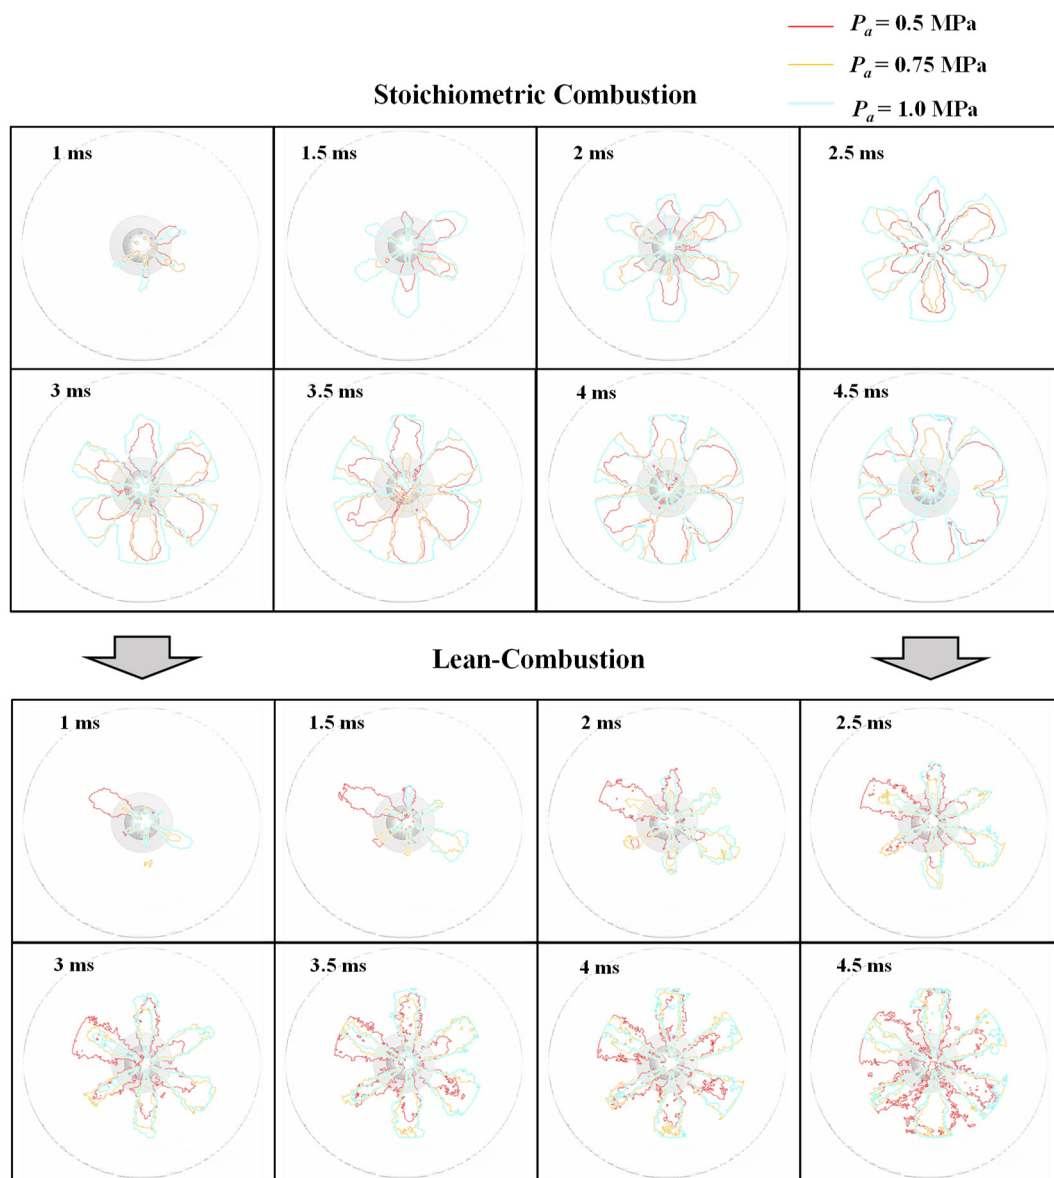 Pa = 0.5 MPa
Pa = 0.75 MPa
Pa = 1.0 MPa
Stoichiometric Combustion
1 ms
1.5 ms
2 ms
2.5 ms
3 ms
3.5 ms
4 ms
4.5 ms
Lean-Combustion
1 ms
1.5 ms
2 ms
2.5 ms
3 ms
3.5 ms
4 ms
4.5 ms